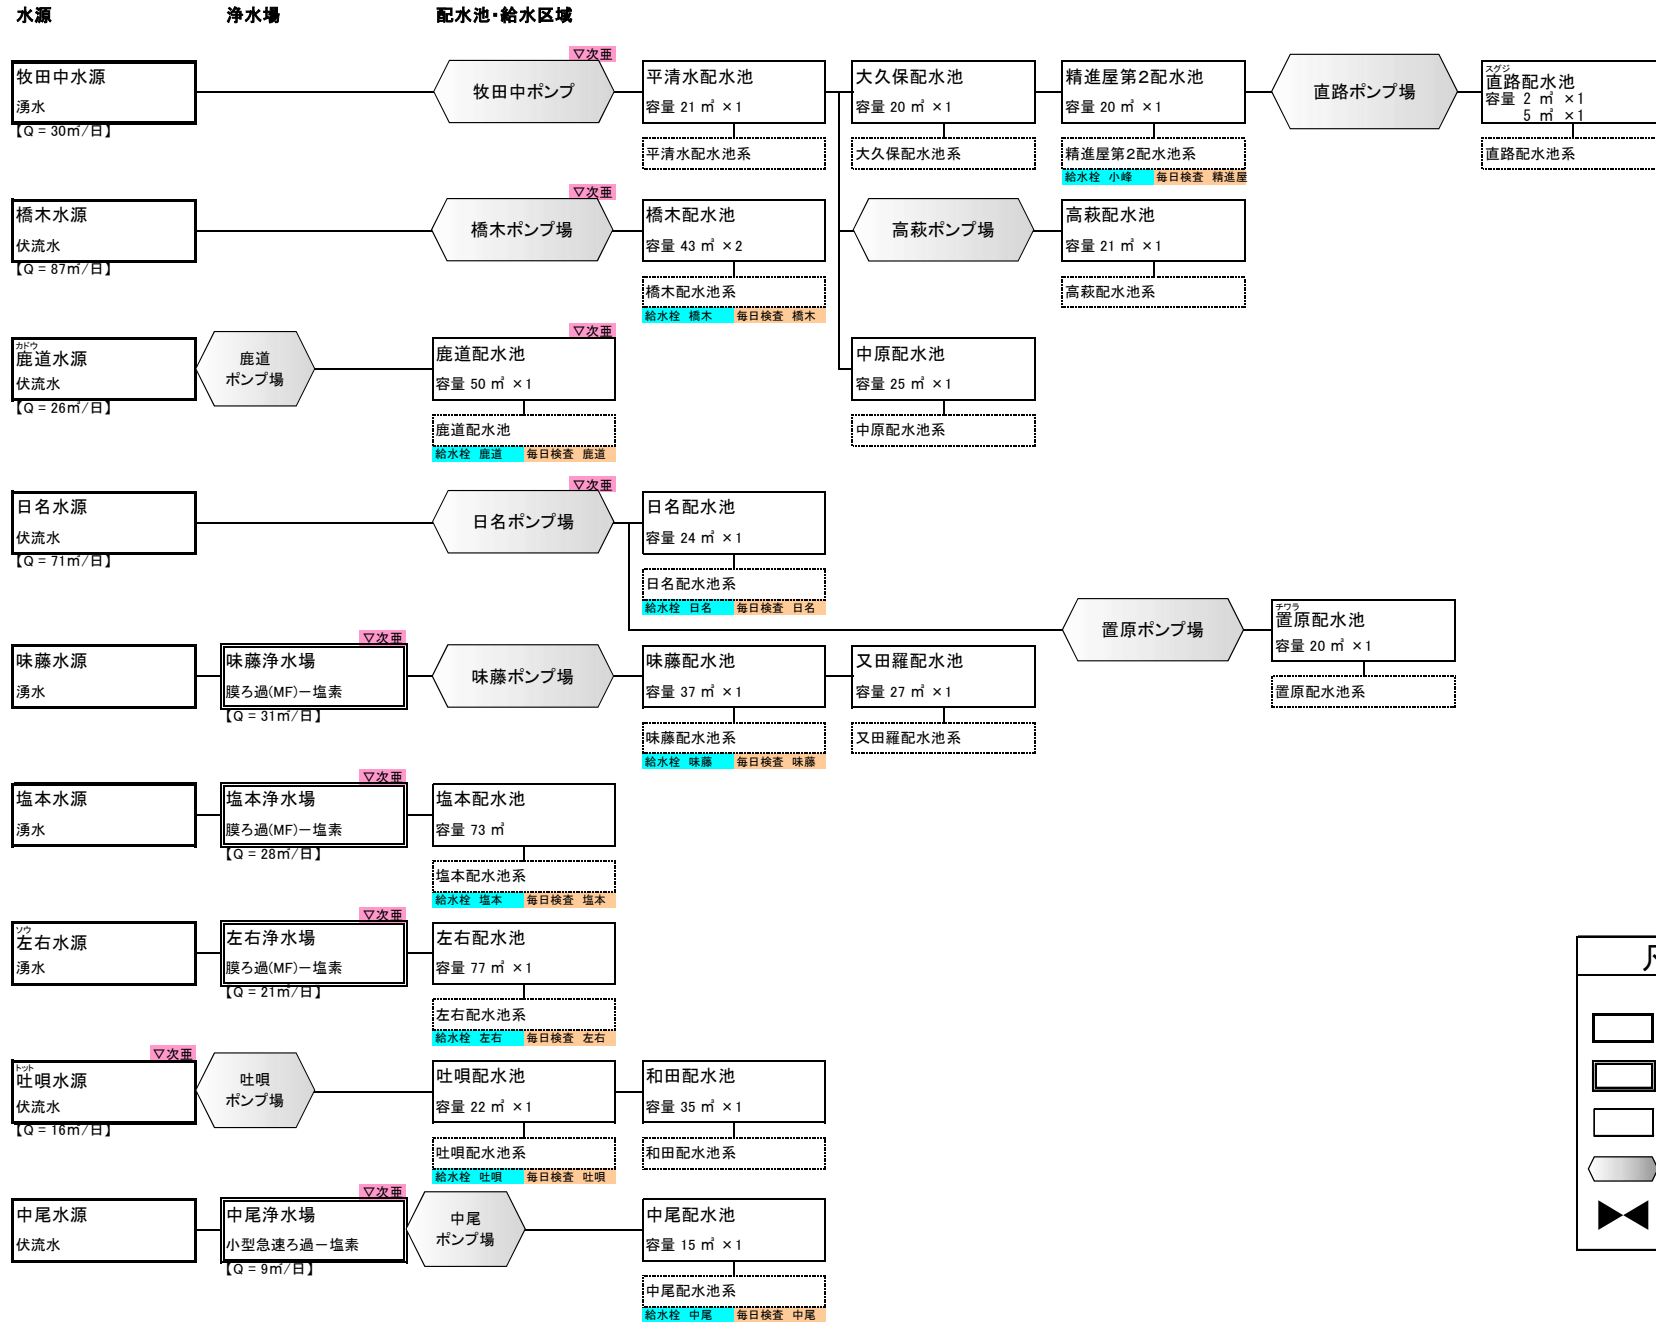 水源 浄水場 配水池・給水区域
▽次亜
牧田中水源
湧水
【Q = 30㎥/日】
牧田中ポンプ
平清水配水池
容量 21 ㎥ ×1
平清水配水池系
大久保配水池
容量 20 ㎥ ×1
大久保配水池系
精進屋第2配水池
容量 20 ㎥ ×1
精進屋第2配水池系
給水栓 小峰 毎日検査 精進屋
直路ポンプ場
スグジ
直路配水池
容量 2 ㎥ ×1
5 ㎥ ×1
直路配水池系
▽次亜
橋木水源
伏流水
【Q = 87㎥/日】
橋木ポンプ場
橋木配水池
容量 43 ㎥ ×2
橋木配水池系
給水栓 橋木 毎日検査 橋木
高萩ポンプ場
高萩配水池
容量 21 ㎥ ×1
高萩配水池系
▽次亜
カドウ
鹿道水源
伏流水
【Q = 26㎥/日】
鹿道
ポンプ場
鹿道配水池
容量 50 ㎥ ×1
鹿道配水池
給水栓 鹿道 毎日検査 鹿道
中原配水池
容量 25 ㎥ ×1
中原配水池系
▽次亜
日名水源
伏流水
【Q = 71㎥/日】
日名ポンプ場
日名配水池
容量 24 ㎥ ×1
日名配水池系
給水栓 日名 毎日検査 日名
置原ポンプ場
チワラ
置原配水池
容量 20 ㎥ ×1
置原配水池系
▽次亜
味藤水源
湧水
味藤浄水場
膜ろ過(MF)ー塩素
【Q = 31㎥/日】
味藤ポンプ場
味藤配水池
容量 37 ㎥ ×1
味藤配水池系
給水栓 味藤 毎日検査 味藤
又田羅配水池
容量 27 ㎥ ×1
又田羅配水池系
▽次亜
塩本水源
湧水
塩本浄水場
膜ろ過(MF)ー塩素
【Q = 28㎥/日】
塩本配水池
容量 73 ㎥
塩本配水池系
給水栓 塩本 毎日検査 塩本
▽次亜
ソウ
左右水源
湧水
左右浄水場
膜ろ過(MF)ー塩素
【Q = 21㎥/日】
左右配水池
容量 77 ㎥ ×1
左右配水池系
給水栓 左右 毎日検査 左右
▽次亜
トット
吐唄水源
伏流水
【Q = 16㎥/日】
吐唄
ポンプ場
吐唄配水池
容量 22 ㎥ ×1
吐唄配水池系
給水栓 吐唄 毎日検査 吐唄
和田配水池
容量 35 ㎥ ×1
和田配水池系
▽次亜
中尾水源
伏流水
中尾浄水場
小型急速ろ過ー塩素
【Q = 9㎥/日】
中尾
ポンプ場
中尾配水池
容量 15 ㎥ ×1
中尾配水池系
給水栓 中尾 毎日検査 中尾